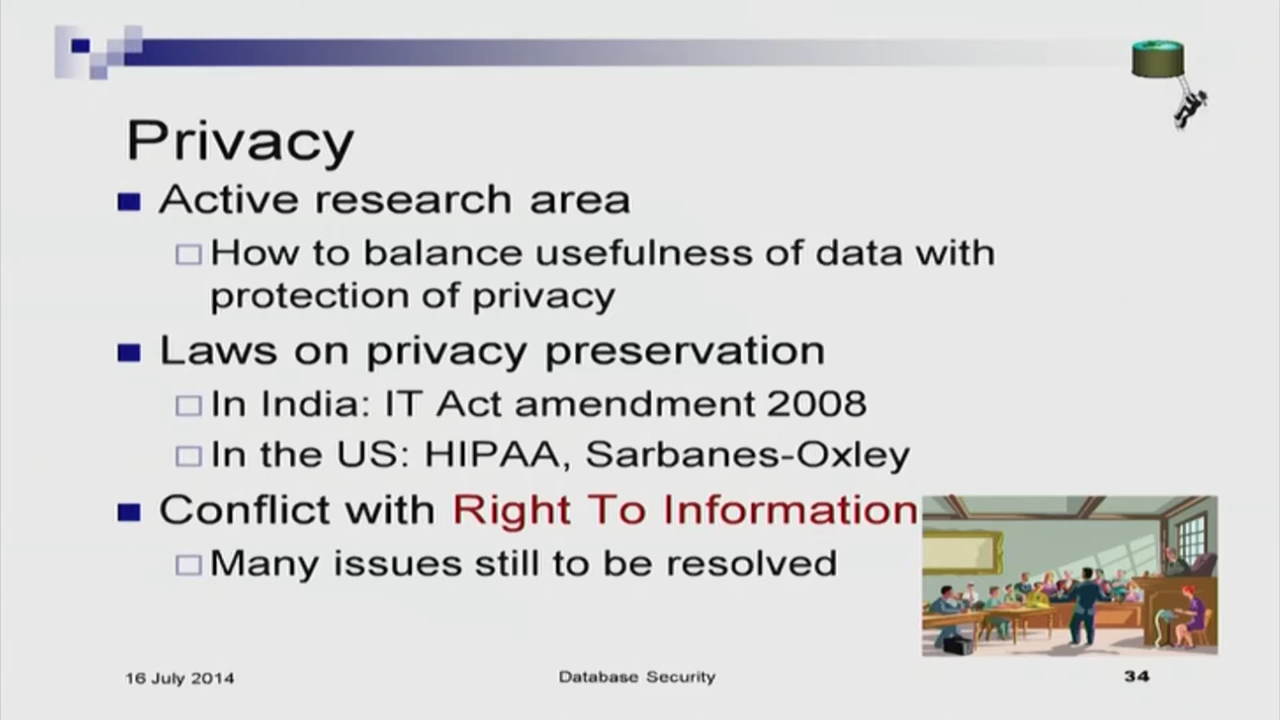 Privacy
Active research area
How to balance usefulness of data with
protection of privacy
Laws on privacy preservation
In India: IT Act amendment 2008
In the US: HIPAA, Sarbanes-Oxley
Conflict with Right To Information
Many issues still to be resolved
16 July 2014
Database Security
34